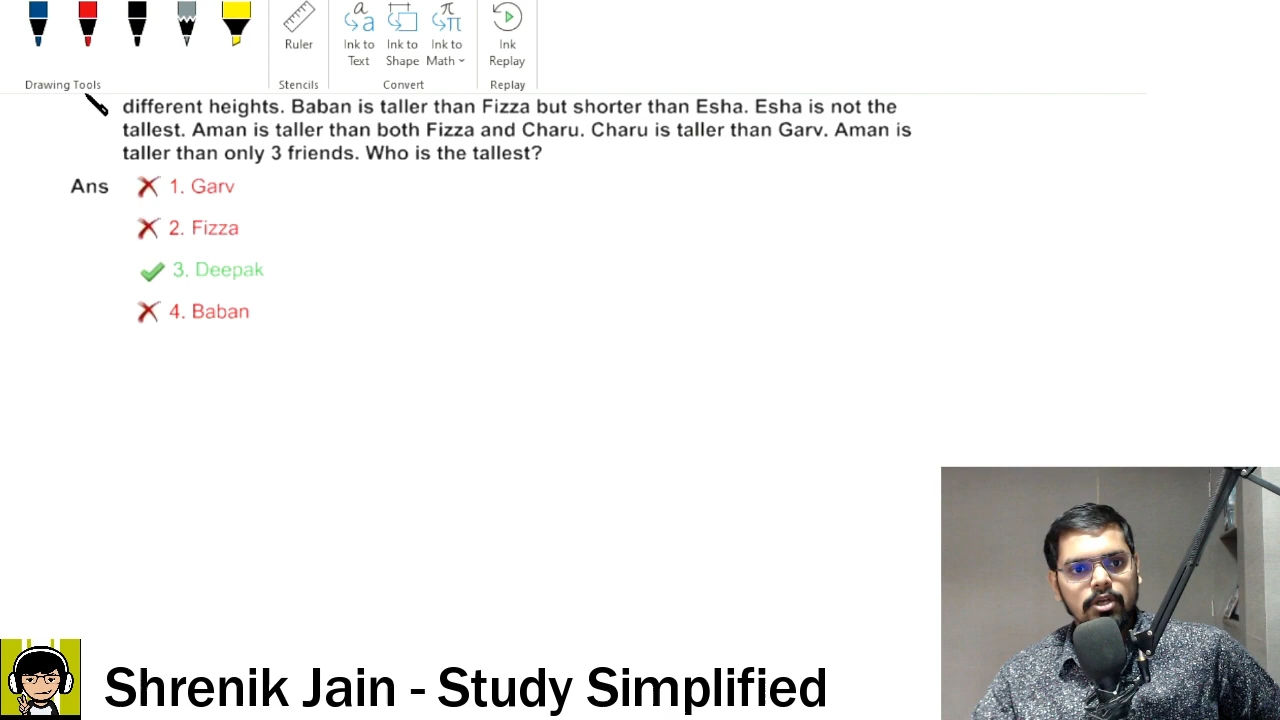 Ruler
Ink to Text
Ink to Shape
Ink to Math
Ink Replay
Drawing Tools
Stencils
Convert
Replay
different heights. Baban is taller than Fizza but shorter than Esha. Esha is not the
tallest. Aman is taller than both Fizza and Charu. Charu is taller than Garv. Aman is
taller than only 3 friends. Who is the tallest?
Ans
1. Garv
2. Fizza
3. Deepak
4. Baban
Shrenik Jain - Study Simplified